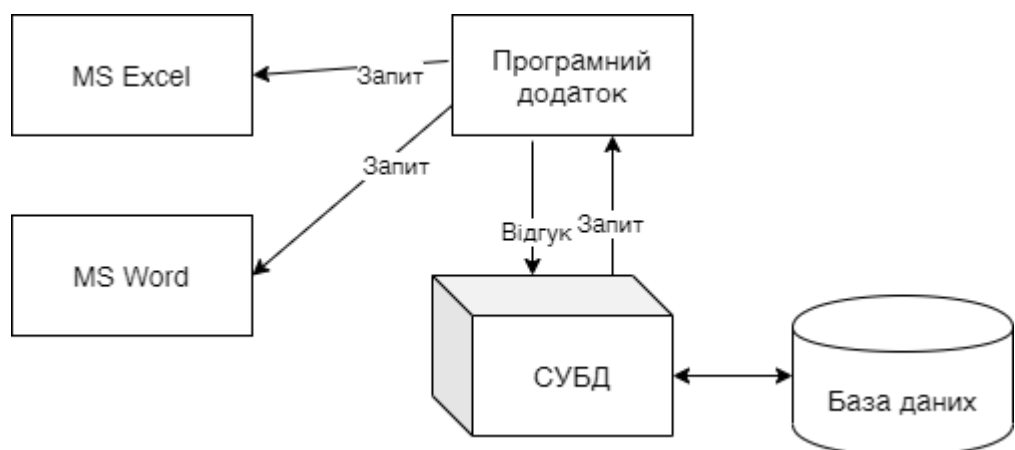 MS Excel
Запит
Програмний
додаток
Запит
MS Word
Відгук
Запит
СУБД
База даних